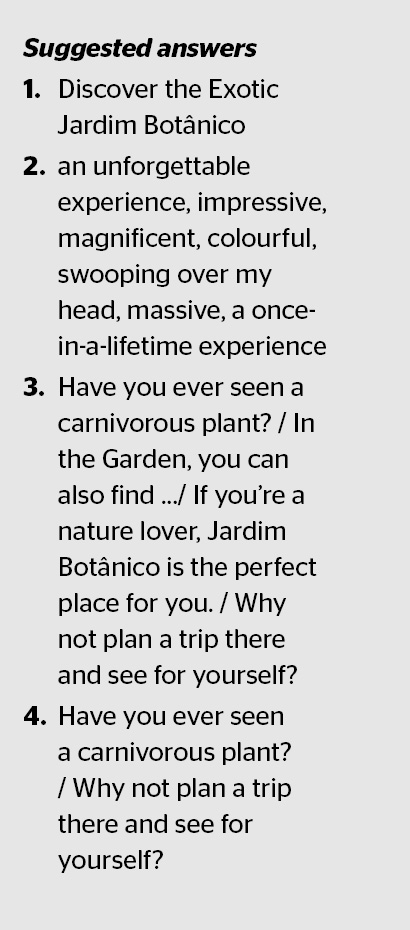 Suggested answers
1. Discover the Exotic
Jardim Botânico
2. an unforgettable
experience, impressive,
magnificent, colourful,
swooping over my
head, massive, a once-
in-a-lifetime experience
3. Have you ever seen a
carnivorous plant? / In
the Garden, you can
also find .../ If you’re a
nature lover, Jardim
Botânico is the perfect
place for you. / Why
not plan a trip there
and see for yourself?
4. Have you ever seen
a carnivorous plant?
/ Why not plan a trip
there and see for
yourself?